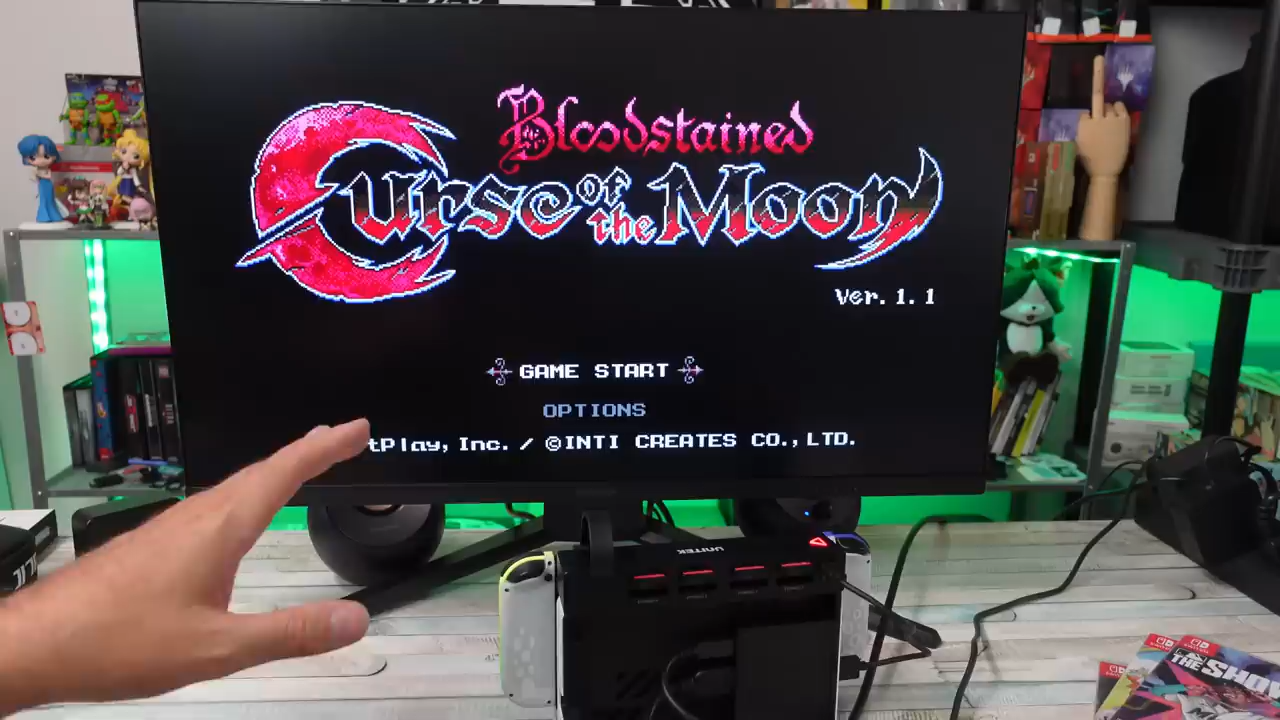 Bloodstained
Curse of the Moon
Ver. 1.1
GAME START
OPTIONS
tPlay, Inc. / ©INTI CREATES CO., LTD.
UNITEK
THE SHOW